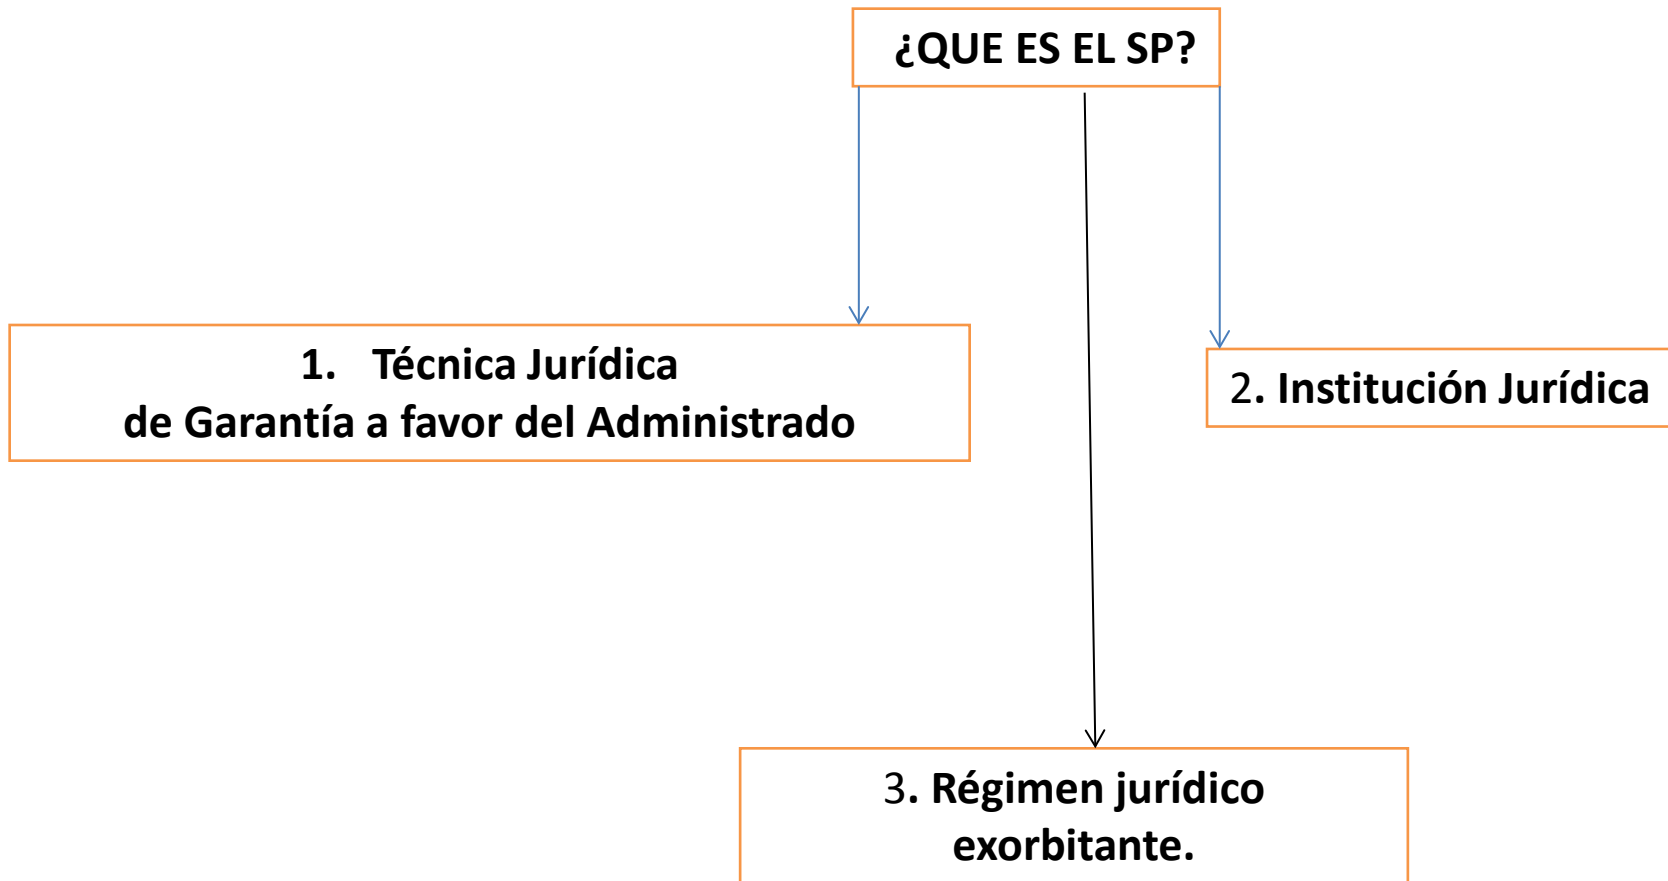 ¿QUE ES EL SP?
1. Técnica Jurídica
de Garantía a favor del Administrado
2. Institución Jurídica
3. Régimen jurídico
exorbitante.